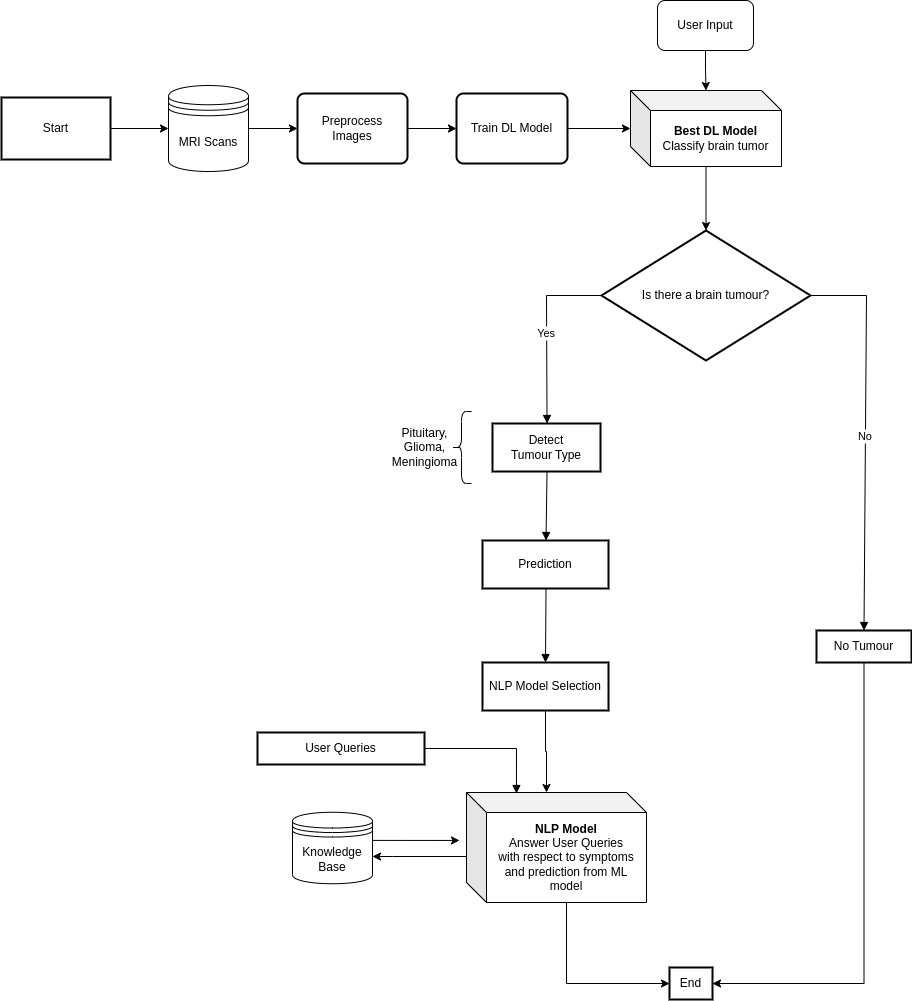 User Input
Start
MRI Scans
Preprocess
Images
Train DL Model
Best DL Model
Classify brain tumor
Is there a brain tumour?
Yes
No
Pituitary,
Glioma,
Meningioma
Detect
Tumour Type
Prediction
No Tumour
NLP Model Selection
User Queries
Knowledge
Base
NLP Model
Answer User Queries
with respect to symptoms
and prediction from ML
model
End